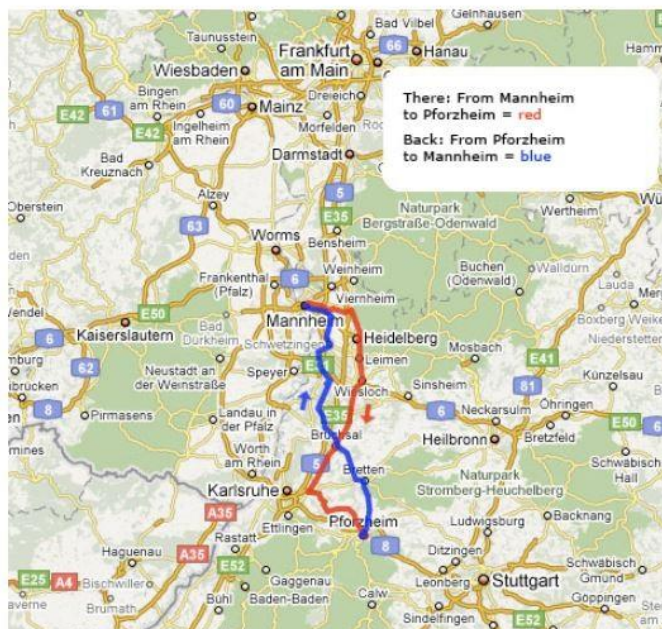 Bad Vilbel
Gelnhausen
Taunusstein
Frankfurt
am Main
66
Hanau
Wiesbaden
Bingen
am Rhein
61
E42
E42
60
Mainz
Dreieich
Ingelheim
am Rhein
Mörfelden
Bad
Kreuznach
Darmstadt
There: From Mannheim
to Pforzheim = red
Back: From Pforzheim
to Mannheim = blue
5
E35
Alzey
63
Oberstein
Worms
Bensheim
Naturpark
Bergstraße-Odenwald
Wertheim
6
Frankenthal
(Pfalz)
Weinheim
Viernheim
Buchen
(Odenwald)
Walldürn
Lauda
E50
6
Kaiserslautern
Mannheim
Bad
Dürkheim
Schwetzingen
Heidelberg
Leimen
Boxberg
Mosbach
E41
62
Neustadt an
der Weinstraße
Speyer
Wiesloch
Sinsheim
81
Künzelsau
8
Pirmasens
Landau in
der Pfalz
E35
6
Neckarsulm
Öhringen
E50
Bruchsal
Heilbronn
Bretzfeld
6
Wörth am
Rhein
5
Bretten
Schwäbisch
Hall
Karlsruhe
Naturpark
Stromberg-Heuchelberg
A35
Ettlingen
Pforzheim
Ludwigsburg
Backnang
A35
Rastatt
8
Haguenau
E52
Ditzingen
Schwäbisch
Gmünd
E25
A4
Bischwiller
Gaggenau
Leonberg
Stuttgart
Brumath
Bühl
Baden-Baden
Calw
Göppingen
Sindelfingen
E52